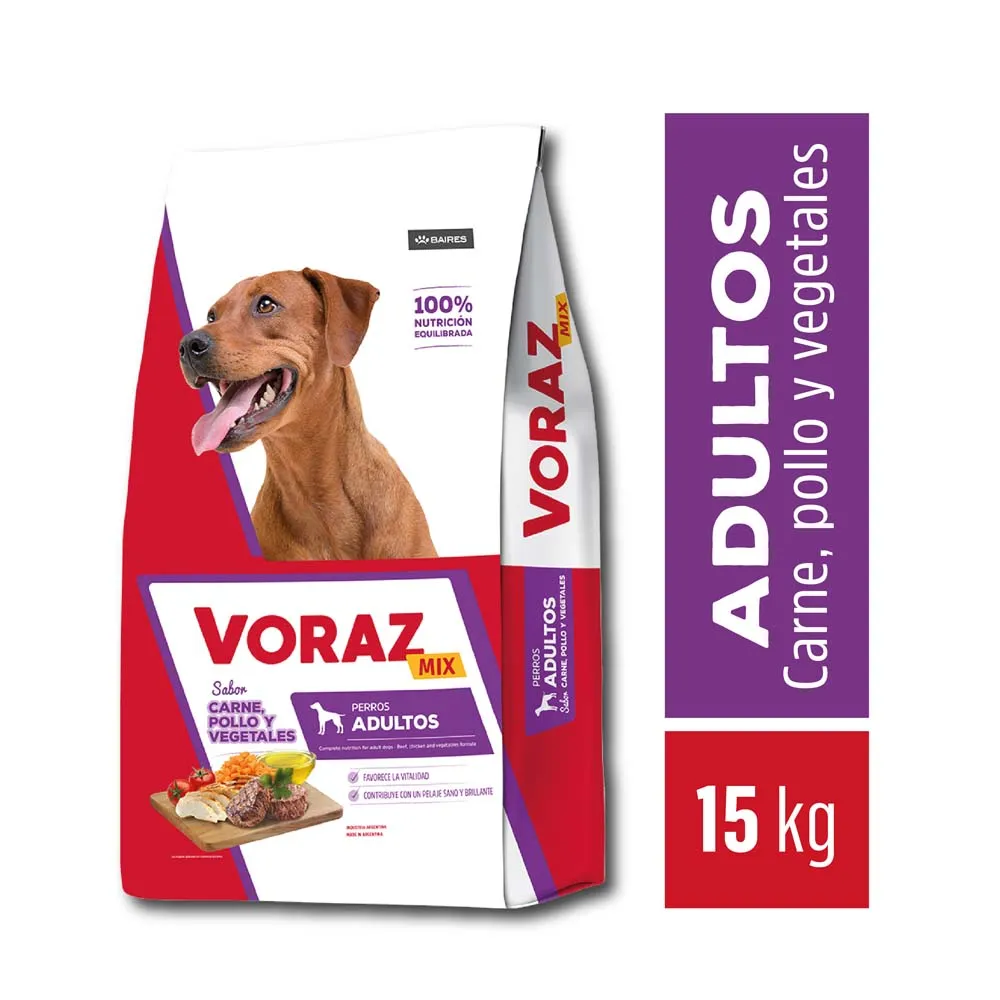 BAIRES
100%
NUTRICIÓN
EQUILIBRADA
VORAZ
MIX
Sabor
CARNE,
POLLO Y
VEGETALES
PERROS
ADULTOS
Complete nutrition for adult dogs - Beef, chicken and vegetables formula
FAVORECE LA VITALIDAD
CONTRIBUYE CON UN PELAJE SANO Y BRILLANTE
INDUSTRIA ARGENTINA
MADE IN ARGENTINA
VORAZ
MIX
PERROS
ADULTOS
Sabor CARNE, POLLO Y VEGETALES
ADULTOS
Carne, pollo y vegetales
15 kg